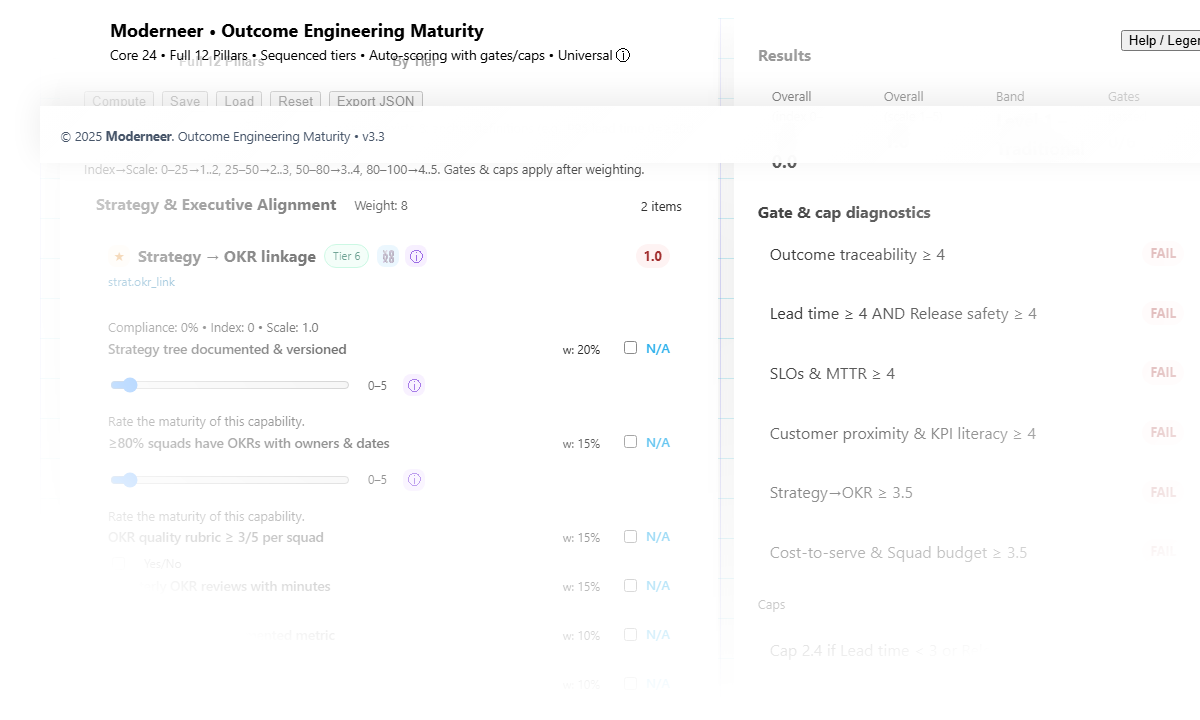 Moderneer • Outcome Engineering Maturity
Core 24 • Full 12 Pillars • Sequenced tiers • Auto-scoring with gates/caps • Universal ⓘ
Full 12 Pillars
By Tier
Compute
Save
Load
Reset
Export JSON
© 2025 Moderneer. Outcome Engineering Maturity • v3.3
Index→Scale: 0–25→1..2, 25–50→2..3, 50–80→3..4, 80–100→4..5. Gates & caps apply after weighting.
Strategy & Executive Alignment
Weight: 8
2 items
Strategy → OKR linkage
Tier 6
1.0
strat.okr_link
Compliance: 0% • Index: 0 • Scale: 1.0
Strategy tree documented & versioned
w: 20%
N/A
0–5
Rate the maturity of this capability.
≥80% squads have OKRs with owners & dates
w: 15%
N/A
0–5
Rate the maturity of this capability.
OKR quality rubric ≥ 3/5 per squad
w: 15%
N/A
Yes/No
OKR reviews with minutes
w: 15%
N/A
metric
w: 10%
N/A
w: 10%
N/A
Help /
Results
Overall
Overall
Band
Gates
0.0
Gate & cap diagnostics
Outcome traceability ≥ 4
FAIL
Lead time ≥ 4 AND Release safety ≥ 4
FAIL
SLOs & MTTR ≥ 4
FAIL
Customer proximity & KPI literacy ≥ 4
FAIL
Strategy→OKR ≥ 3.5
FAIL
Cost-to-serve & Squad budget ≥ 3.5
FAIL
Caps
Cap 2.4 if Lead time < 3 or